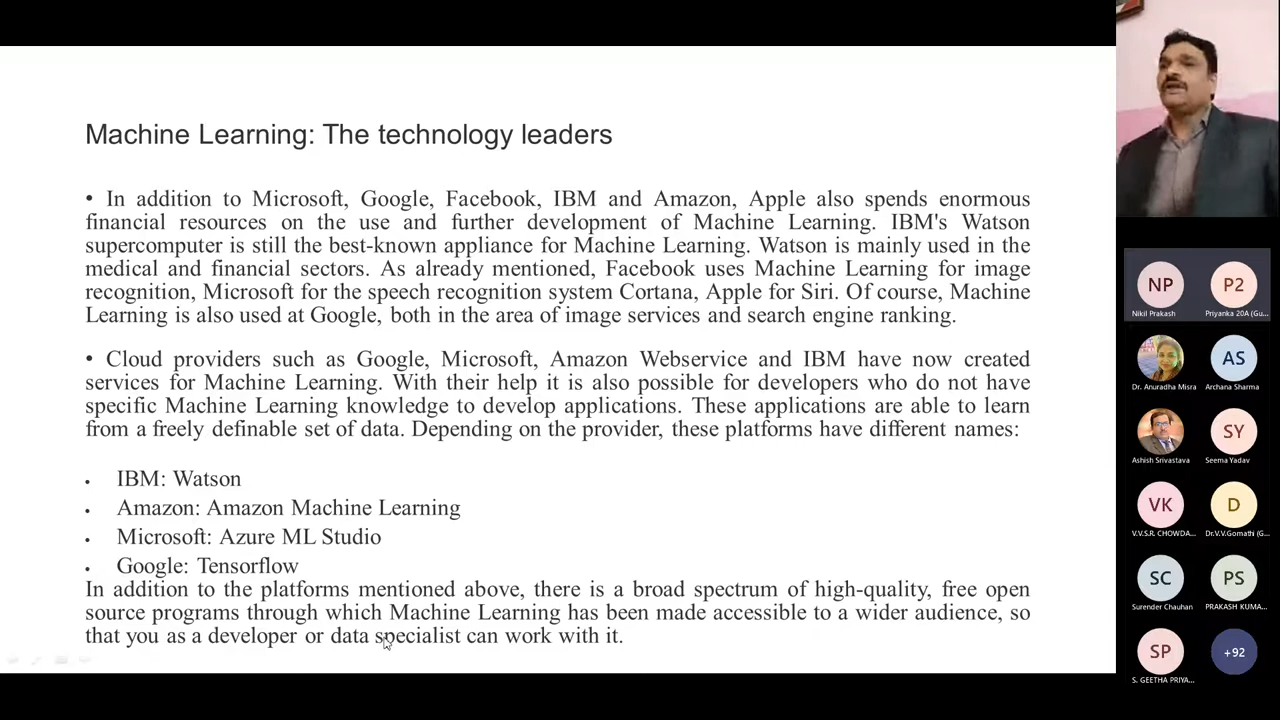 Machine Learning: The technology leaders
• In addition to Microsoft, Google, Facebook, IBM and Amazon, Apple also spends enormous
financial resources on the use and further development of Machine Learning. IBM's Watson
supercomputer is still the best-known appliance for Machine Learning. Watson is mainly used in the
medical and financial sectors. As already mentioned, Facebook uses Machine Learning for image
recognition, Microsoft for the speech recognition system Cortana, Apple for Siri. Of course, Machine
Learning is also used at Google, both in the area of image services and search engine ranking.
• Cloud providers such as Google, Microsoft, Amazon Webservice and IBM have now created
services for Machine Learning. With their help it is also possible for developers who do not have
specific Machine Learning knowledge to develop applications. These applications are able to learn
from a freely definable set of data. Depending on the provider, these platforms have different names:
• IBM: Watson
• Amazon: Amazon Machine Learning
• Microsoft: Azure ML Studio
• Google: Tensorflow
In addition to the platforms mentioned above, there is a broad spectrum of high-quality, free open
source programs through which Machine Learning has been made accessible to a wider audience, so
that you as a developer or data specialist can work with it.
NP P2
Nikil Prakash Priyanka 20A (Gu...
AS
Dr. Anuradha Misra Archana Sharma
SY
Ashish Srivastava Seema Yadav
VK D
V.V.S.R. CHOWDA... Dr.V.V.Gomathi (G...
SC PS
Surender Chauhan PRAKASH KUMA...
SP +92
S. GEETHA PRIYA...